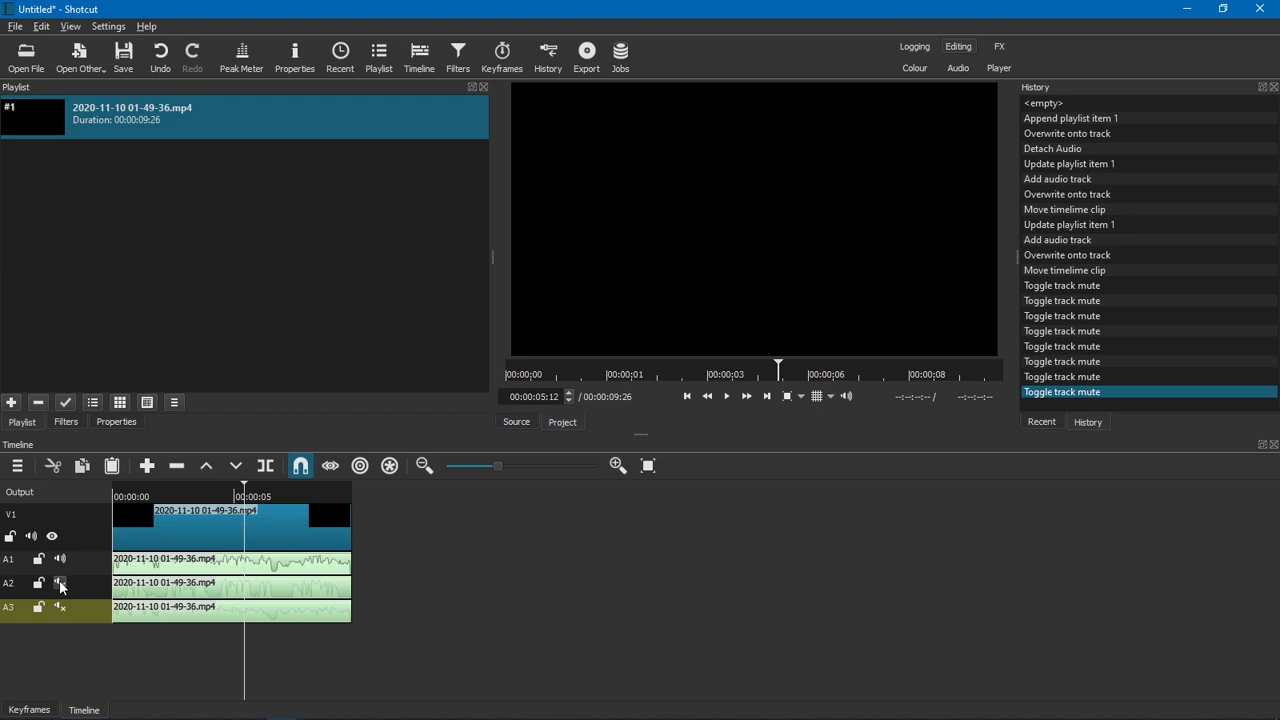 Untitled* - Shotcut
File Edit View Settings Help
Open File Open Other... Save Undo Redo Peak Meter Properties Recent Playlist Timeline Filters Keyframes History Export Jobs
Logging Editing FX
Colour Audio Player
Playlist
#1 2020-11-10 01-49-36.mp4
Duration: 00:00:09:26
History
<empty>
Append playlist item 1
Overwrite onto track
Detach Audio
Update playlist item 1
Add audio track
Overwrite onto track
Move timelime clip
Update playlist item 1
Add audio track
Overwrite onto track
Move timelime clip
Toggle track mute
Toggle track mute
Toggle track mute
Toggle track mute
Toggle track mute
Toggle track mute
Toggle track mute
Toggle track mute
00:00:00 00:00:01 00:00:03 00:00:06 00:00:08
00:00:05:12 / 00:00:09:26 --:--:--:-- / --:--:--:--
Playlist Filters Properties
Source Project
Recent History
Timeline
Output 00:00:00 00:00:05
V1 2020-11-10 01-49-36.mp4
A1 2020-11-10 01-49-36.mp4
A2 2020-11-10 01-49-36.mp4
A3 2020-11-10 01-49-36.mp4
Keyframes Timeline